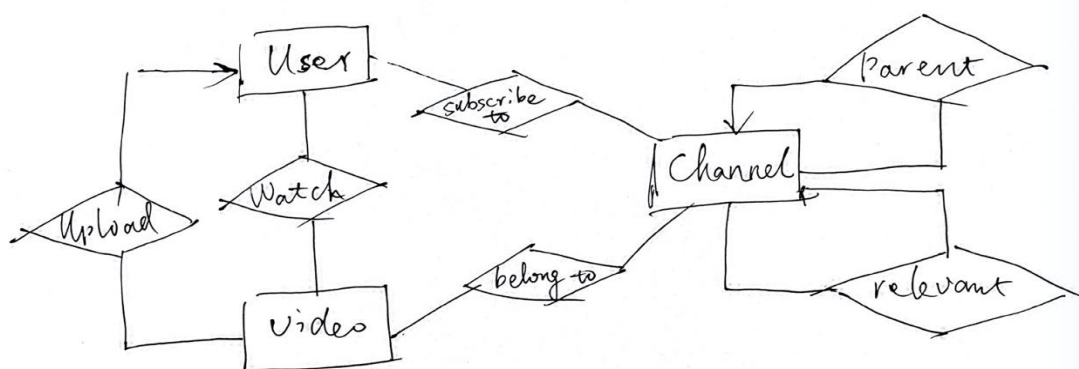 User
Parent
subscribe
to
Channel
Watch
Upload
belong to
relevant
video